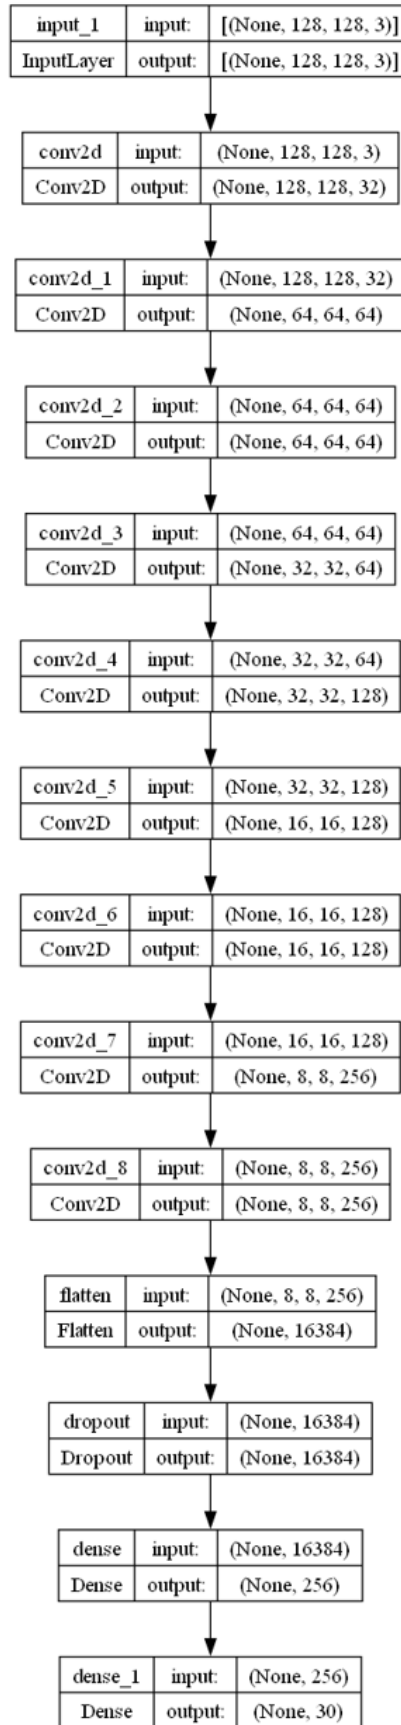 input_1 input: [(None, 128, 128, 3)]
InputLayer output: [(None, 128, 128, 3)]
conv2d input: (None, 128, 128, 3)
Conv2D output: (None, 128, 128, 32)
conv2d_1 input: (None, 128, 128, 32)
Conv2D output: (None, 64, 64, 64)
conv2d_2 input: (None, 64, 64, 64)
Conv2D output: (None, 64, 64, 64)
conv2d_3 input: (None, 64, 64, 64)
Conv2D output: (None, 32, 32, 64)
conv2d_4 input: (None, 32, 32, 64)
Conv2D output: (None, 32, 32, 128)
conv2d_5 input: (None, 32, 32, 128)
Conv2D output: (None, 16, 16, 128)
conv2d_6 input: (None, 16, 16, 128)
Conv2D output: (None, 16, 16, 128)
conv2d_7 input: (None, 16, 16, 128)
Conv2D output: (None, 8, 8, 256)
conv2d_8 input: (None, 8, 8, 256)
Conv2D output: (None, 8, 8, 256)
flatten input: (None, 8, 8, 256)
Flatten output: (None, 16384)
dropout input: (None, 16384)
Dropout output: (None, 16384)
dense input: (None, 16384)
Dense output: (None, 256)
dense_1 input: (None, 256)
Dense output: (None, 30)